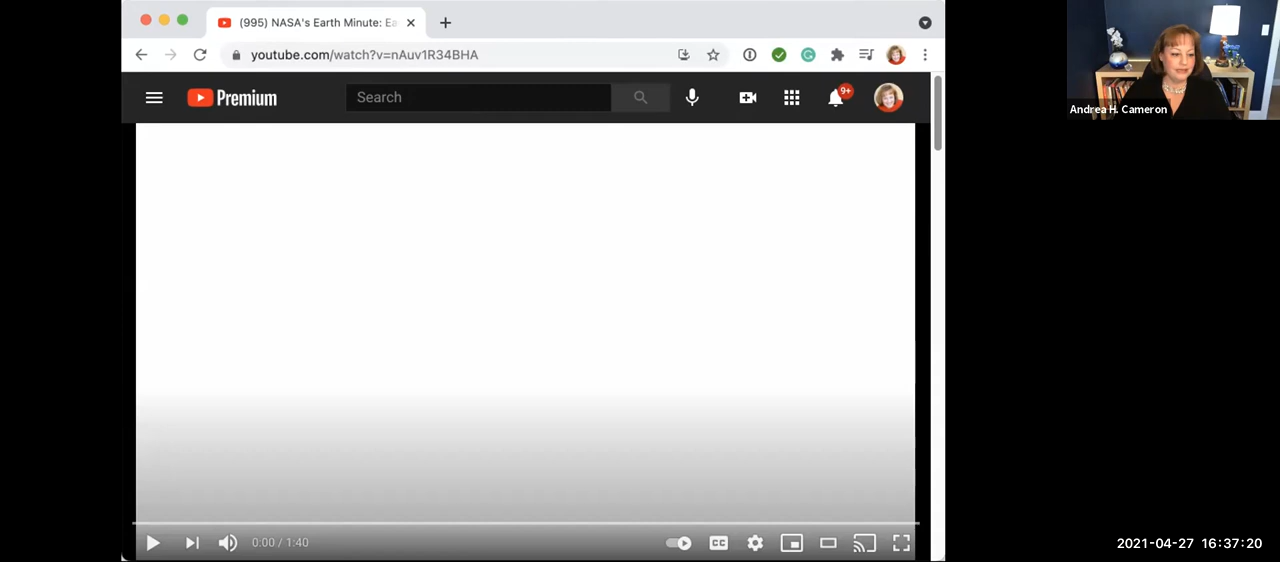 (995) NASA's Earth Minute: Ea
youtube.com/watch?v=nAuv1R34BHA
Premium
Search
9+
0:00 / 1:40
CC
Andrea H. Cameron
2021-04-27 16:37:20